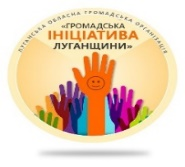 ЛУГАНСЬКА ОБЛАСНА ГРОМАДСЬКА ОРГАНІЗАЦІЯ
«ГРОМАДСЬКА
ІНІЦІАТИВА
ЛУГАНЩИНИ»